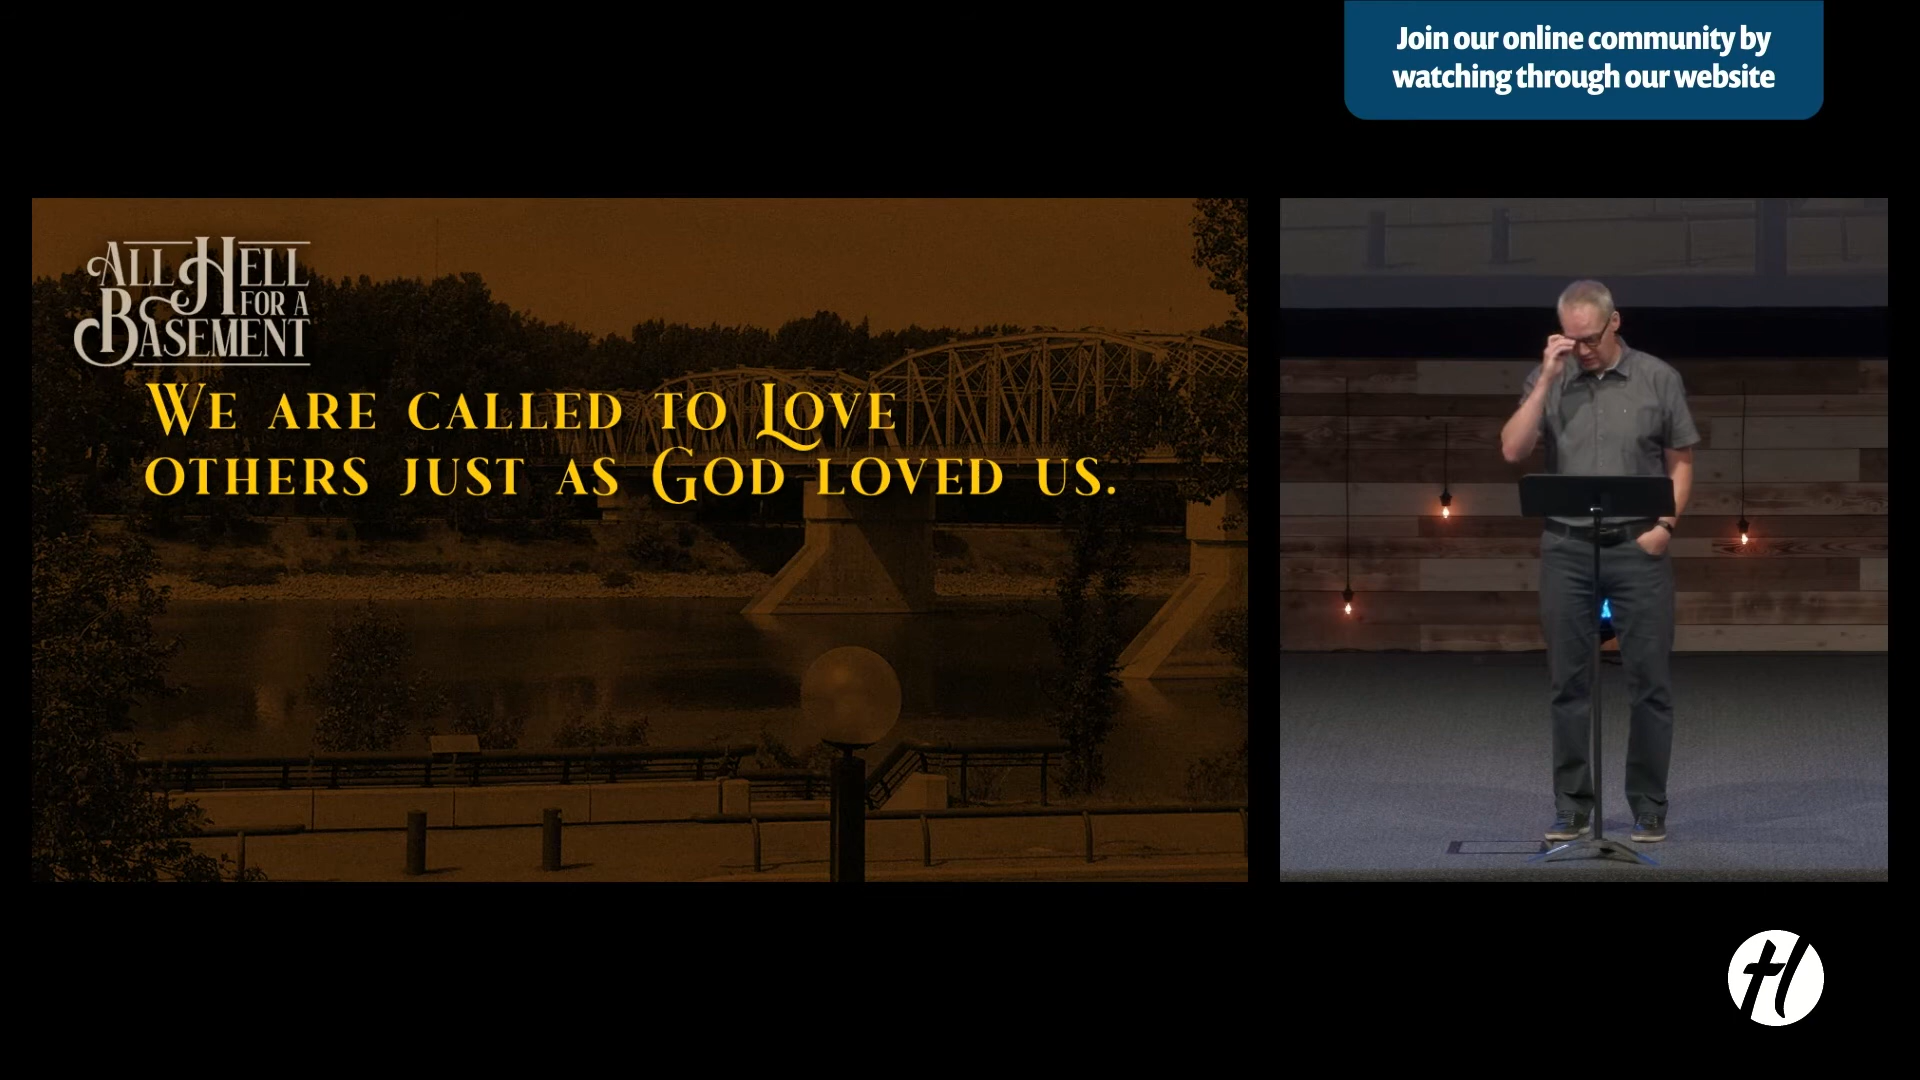 Join our online community by
watching through our website
ALL HELL
FOR A
BASEMENT
WE ARE CALLED TO LOVE
OTHERS JUST AS GOD LOVED US.
H